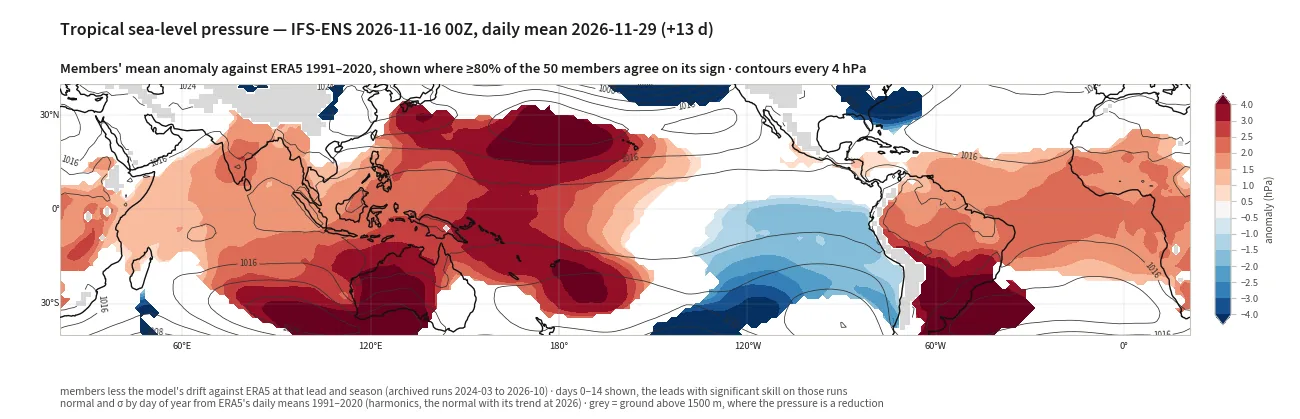 Tropical sea-level pressure — IFS-ENS 2026-11-16 00Z, daily mean 2026-11-29 (+13 d)
Members' mean anomaly against ERA5 1991–2020, shown where ≥80% of the 50 members agree on its sign · contours every 4 hPa
1024
1016
1016
1016
1016
1016
1016
1016
1016
1016
30°N
0°
30°S
60°E
120°E
180°
120°W
60°W
0°
4.0
3.0
2.5
2.0
1.5
1.0
0.5
−0.5
−1.0
−1.5
−2.0
−2.5
−3.0
−4.0
anomaly (hPa)
members less the model's drift against ERA5 at that lead and season (archived runs 2024-03 to 2026-10) · days 0–14 shown, the leads with significant skill on those runs
normal and σ by day of year from ERA5's daily means 1991–2020 (harmonics, the normal with its trend at 2026) · grey = ground above 1500 m, where the pressure is a reduction